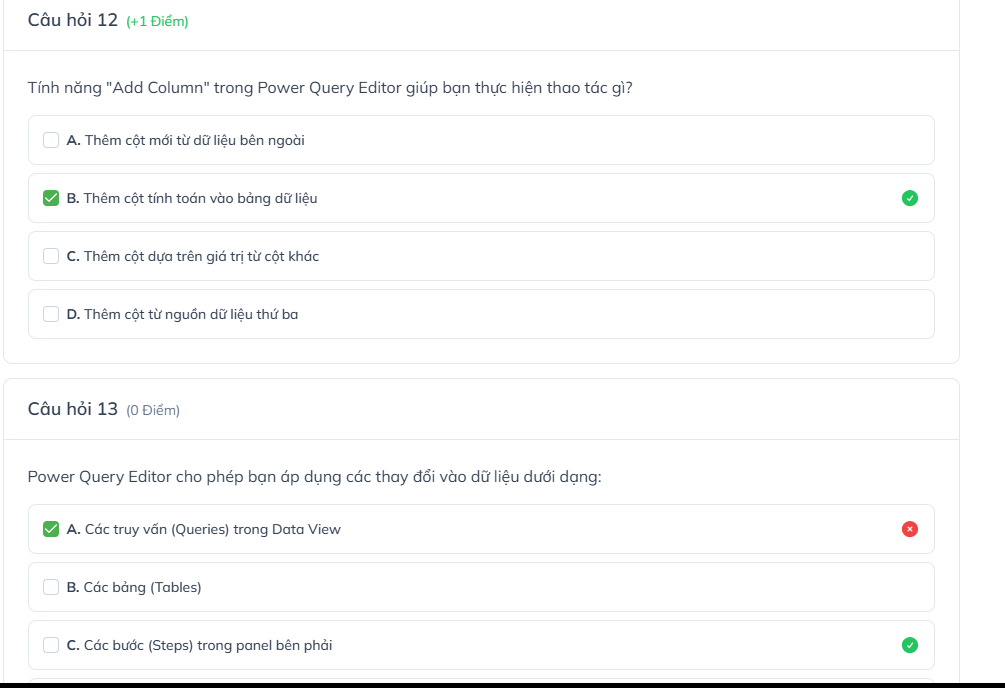 Câu hỏi 12 (+1 Điểm)
Tính năng "Add Column" trong Power Query Editor giúp bạn thực hiện thao tác gì?
A. Thêm cột mới từ dữ liệu bên ngoài
B. Thêm cột tính toán vào bảng dữ liệu
C. Thêm cột dựa trên giá trị từ cột khác
D. Thêm cột từ nguồn dữ liệu thứ ba
Câu hỏi 13 (0 Điểm)
Power Query Editor cho phép bạn áp dụng các thay đổi vào dữ liệu dưới dạng:
A. Các truy vấn (Queries) trong Data View
B. Các bảng (Tables)
C. Các bước (Steps) trong panel bên phải